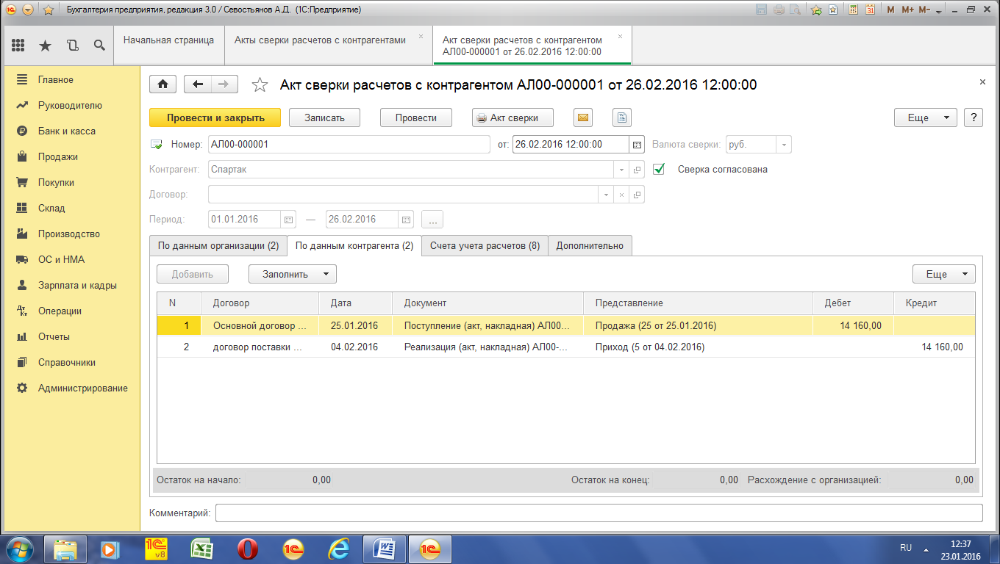 Бухгалтерия предприятия, редакция 3.0 / Севостьянов А.Д. (1С:Предприятие)
M M+ M-
Начальная страница
Акты сверки расчетов с контрагентами
Акт сверки расчетов с контрагентом
АЛ00-000001 от 26.02.2016 12:00:00
Главное
Руководителю
Банк и касса
Продажи
Покупки
Склад
Производство
ОС и НМА
Зарплата и кадры
Операции
Отчеты
Справочники
Администрирование
Акт сверки расчетов с контрагентом АЛ00-000001 от 26.02.2016 12:00:00
Провести и закрыть Записать Провести Акт сверки Еще ?
Номер: АЛ00-000001 от: 26.02.2016 12:00:00 Валюта сверки: руб.
Контрагент: Спартак Сверка согласована
Договор:
Период: 01.01.2016 — 26.02.2016 ...
По данным организации (2) По данным контрагента (2) Счета учета расчетов (8) Дополнительно
Добавить Заполнить Еще
N Договор Дата Документ Представление Дебет Кредит
1 Основной договор ... 25.01.2016 Поступление (акт, накладная) АЛ00... Продажа (25 от 25.01.2016) 14 160,00
2 договор поставки ... 04.02.2016 Реализация (акт, накладная) АЛ00-... Приход (5 от 04.02.2016) 14 160,00
Остаток на начало: 0,00 Остаток на конец: 0,00 Расхождение с организацией: 0,00
Комментарий:
RU
12:37
23.01.2016